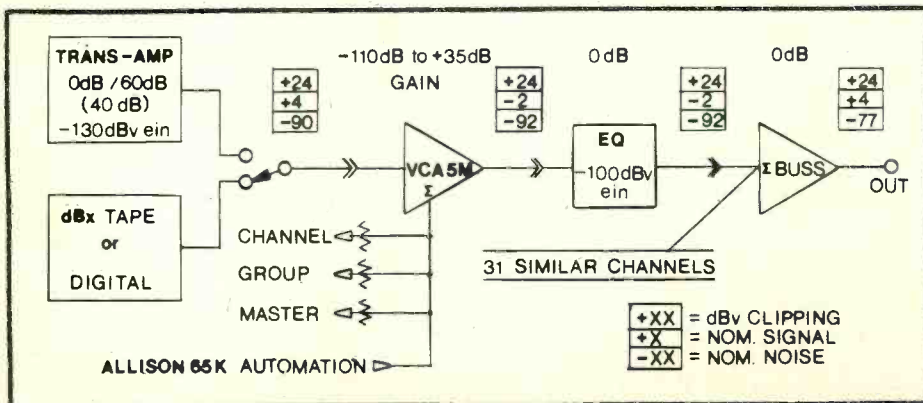 TRANS-AMP
0dB / 60dB
(40 dB)
-130dBv ein
+24
+4
-90
-110dB to +35dB
GAIN
+24
-2
-92
0dB
+24
-2
-92
0dB
+24
+4
-77
VCA5M
Σ
EQ
-100dBv
ein
Σ BUSS
OUT
dBx TAPE
or
DIGITAL
CHANNEL
GROUP
MASTER
ALLISON 65K AUTOMATION
31 SIMILAR CHANNELS
+XX = dBv CLIPPING
+X = NOM. SIGNAL
-XX = NOM. NOISE